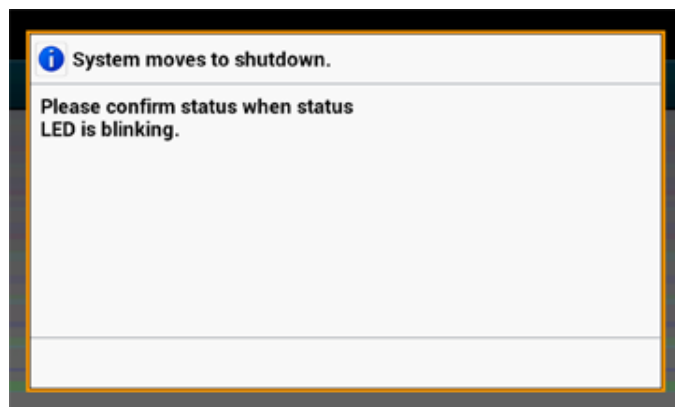 System moves to shutdown.
Please confirm status when status
LED is blinking.